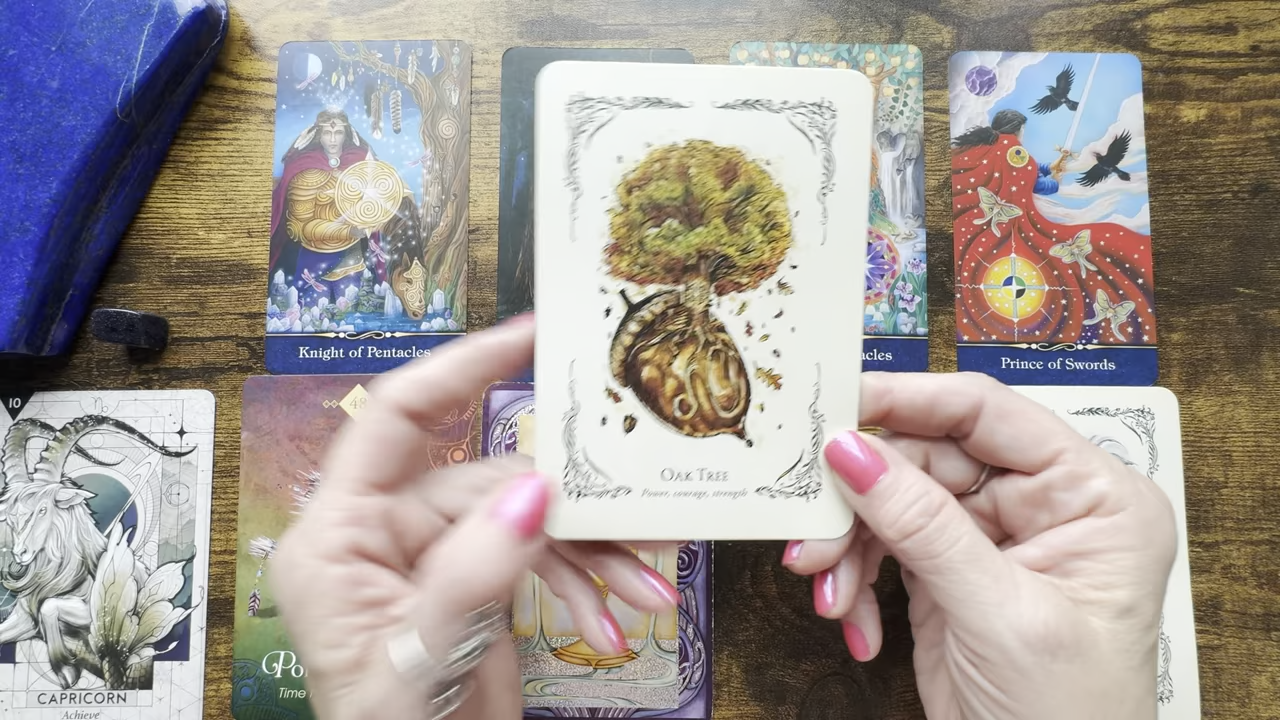 Knight of Pentacles
acles
Prince of Swords
10
48
OAK TREE
Power, courage, strength
CAPRICORN
Achieve
Po
Time